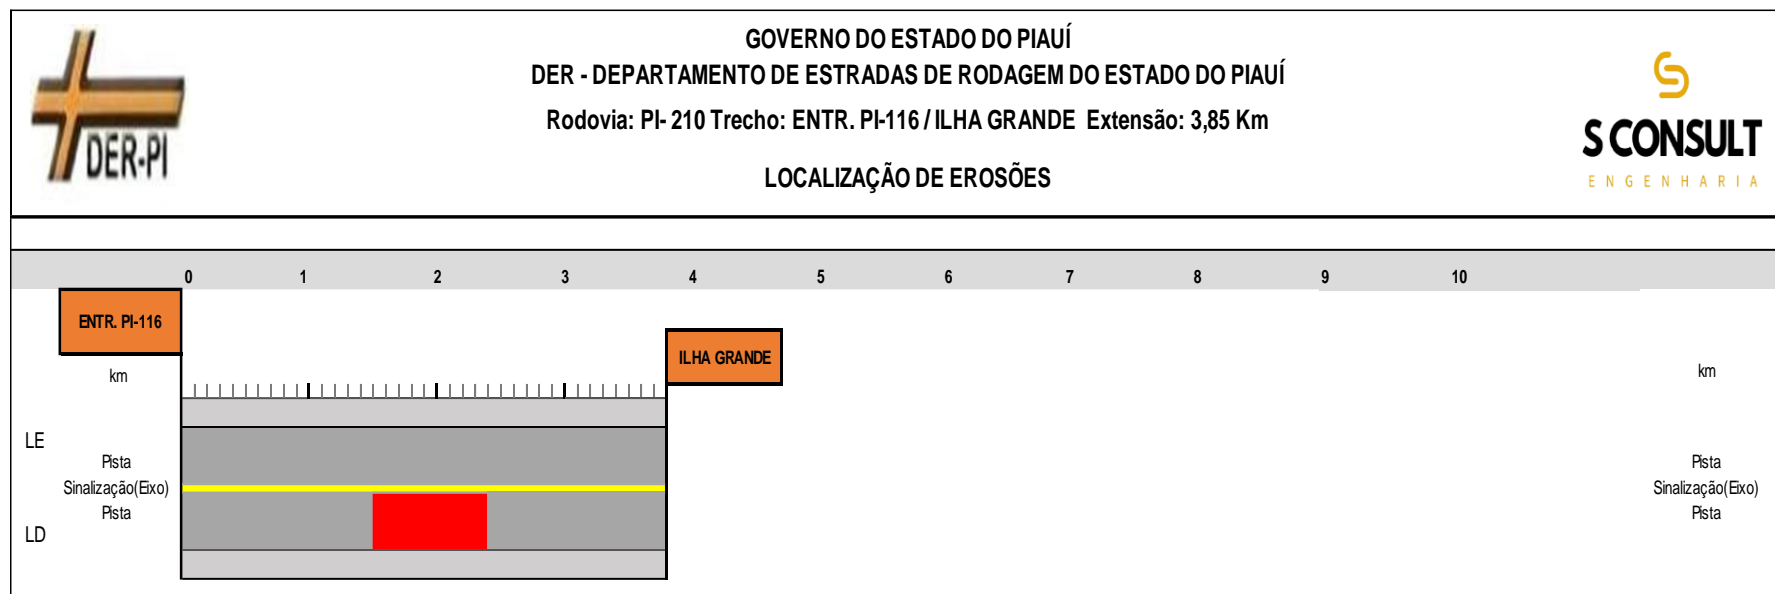 DER-PI
GOVERNO DO ESTADO DO PIAUÍ
DER - DEPARTAMENTO DE ESTRADAS DE RODAGEM DO ESTADO DO PIAUÍ
Rodovia: PI- 210 Trecho: ENTR. PI-116 / ILHA GRANDE Extensão: 3,85 Km
LOCALIZAÇÃO DE EROSÕES
S CONSULT
ENGENHARIA
0 1 2 3 4 5 6 7 8 9 10
ENTR. PI-116
ILHA GRANDE
km
km
LE
Pista
Pista
Sinalização(Eixo)
Sinalização(Eixo)
Pista
Pista
LD